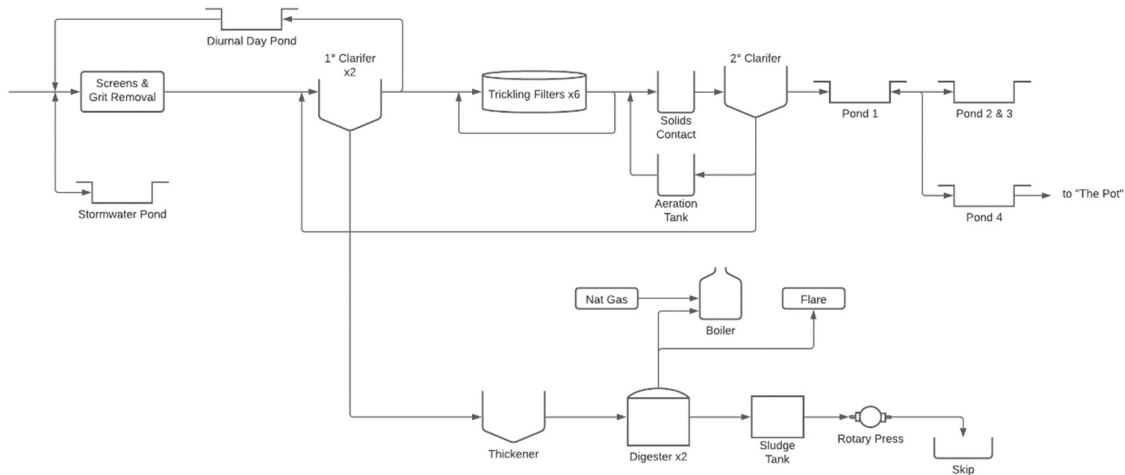 Diurnal Day Pond
Screens &
Grit Removal
1° Clarifer
x2
Trickling Filters x6
Solids
Contact
2° Clarifer
Pond 1
Pond 2 & 3
Stormwater Pond
Aeration
Tank
Pond 4
to "The Pot"
Nat Gas
Boiler
Flare
Thickener
Digester x2
Sludge
Tank
Rotary Press
Skip